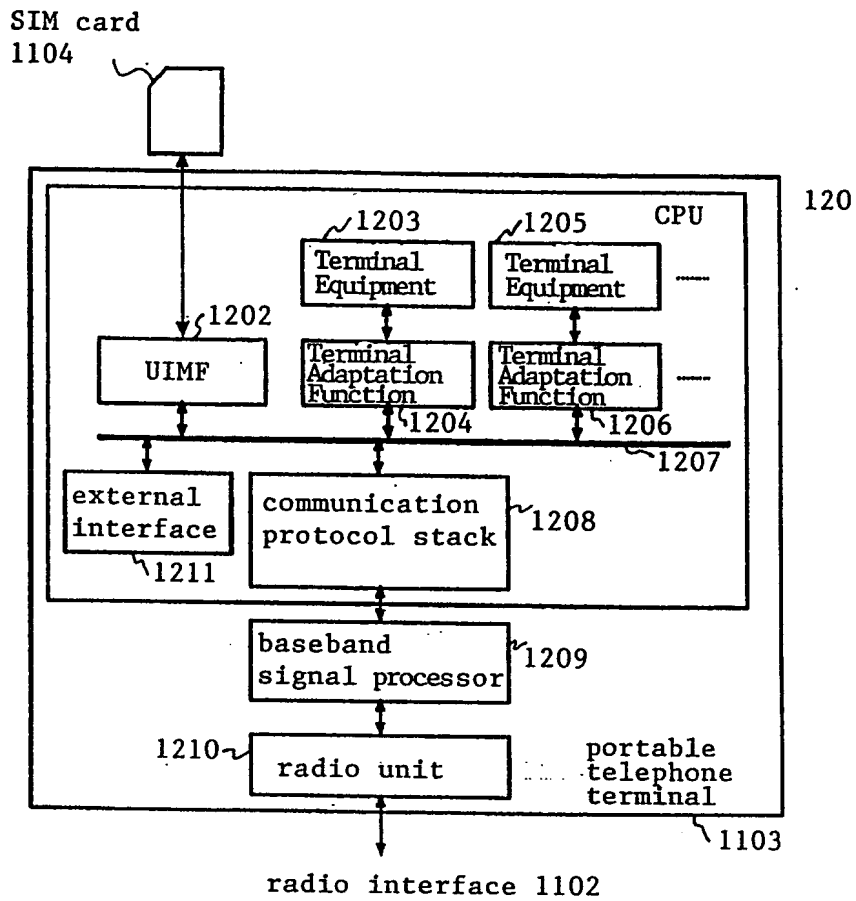 SIM card
1104
120
CPU
1203
1205
Terminal
Equipment
Terminal
Equipment
1202
UIMF
Terminal
Adaptation
Function
Terminal
Adaptation
Function
1204
1206
1207
external
interface
1211
communication
protocol stack
1208
baseband
signal processor
1209
1210
radio unit
portable
telephone
terminal
1103
radio interface 1102